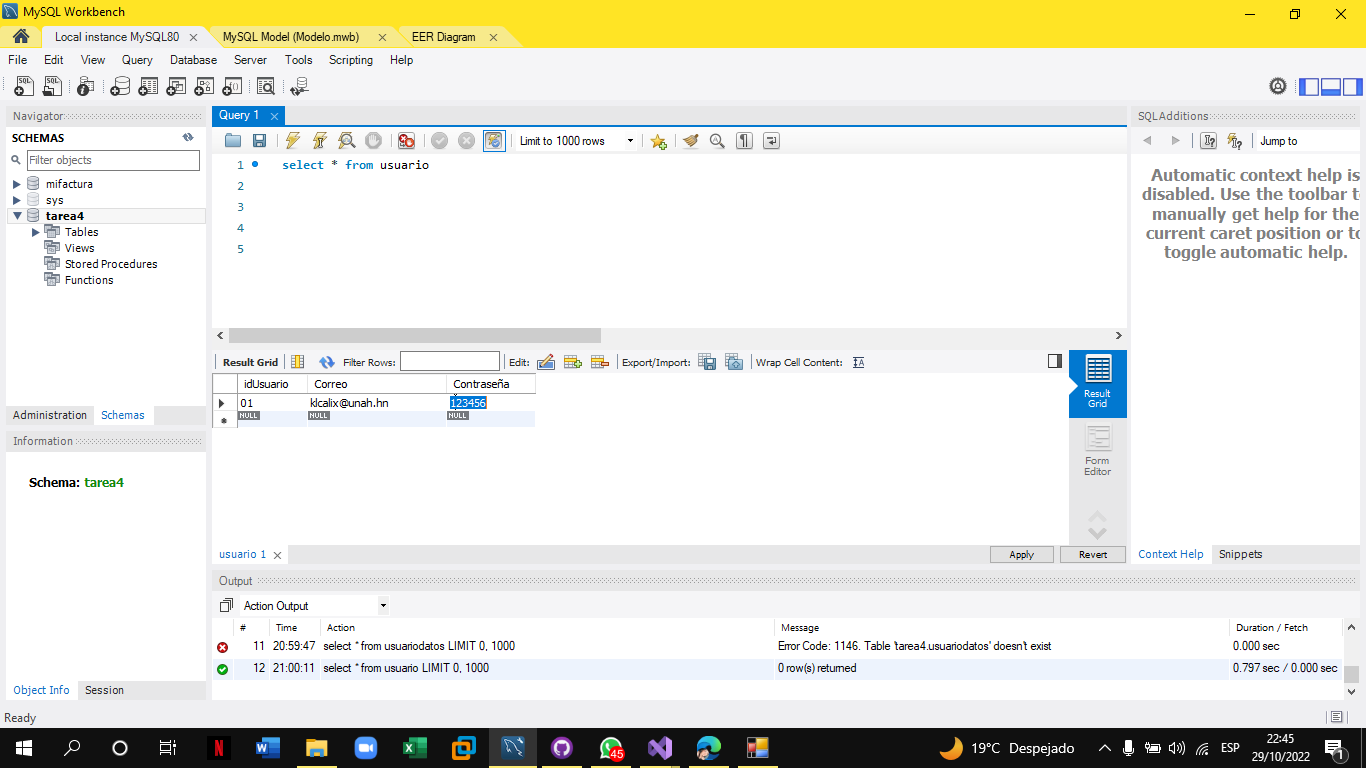 MySQL Workbench
Local instance MySQL80
MySQL Model (Modelo.mwb)
EER Diagram
File Edit View Query Database Server Tools Scripting Help
Navigator
SCHEMAS
Filter objects
mifactura
sys
tarea4
Tables
Views
Stored Procedures
Functions
Administration Schemas
Information
Schema: tarea4
Object Info Session
Query 1
Limit to 1000 rows
1 select * from usuario
2
3
4
5
Result Grid Filter Rows: Edit: Export/Import: Wrap Cell Content:
idUsuario Correo Contraseña
01 klcalix@unah.hn 123456
NULL NULL NULL
Result Grid
Form Editor
usuario 1
Apply Revert
SQLAdditions
Jump to
Automatic context help is
disabled. Use the toolbar t
manually get help for the
current caret position or to
toggle automatic help.
Context Help Snippets
Output
Action Output
# Time Action Message Duration / Fetch
11 20:59:47 select * from usuariodatos LIMIT 0, 1000 Error Code: 1146. Table 'tarea4.usuariodatos' doesn't exist 0.000 sec
12 21:00:11 select * from usuario LIMIT 0, 1000 0 row(s) returned 0.797 sec / 0.000 sec
Ready
45
19°C Despejado
ESP
22:45
29/10/2022
1